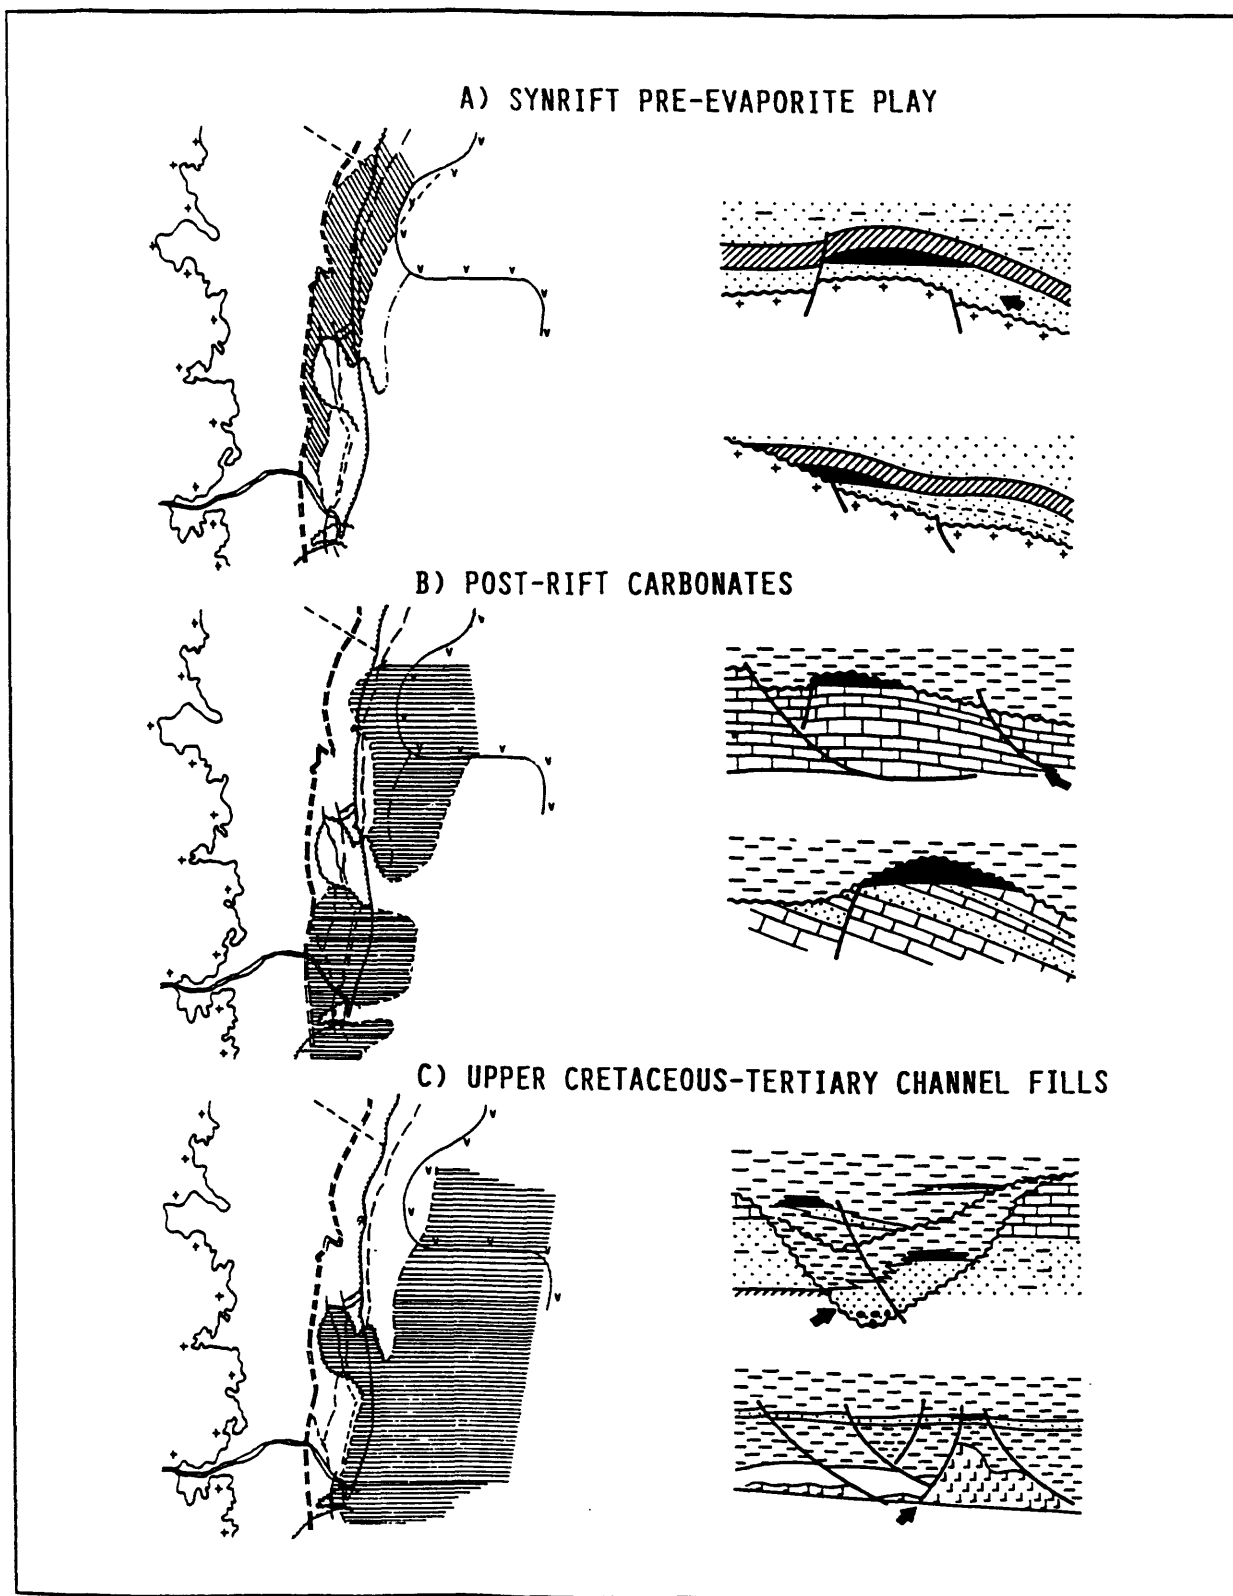 A) SYNRIFT PRE-EVAPORITE PLAY
B) POST-RIFT CARBONATES
C) UPPER CRETACEOUS-TERTIARY CHANNEL FILLS